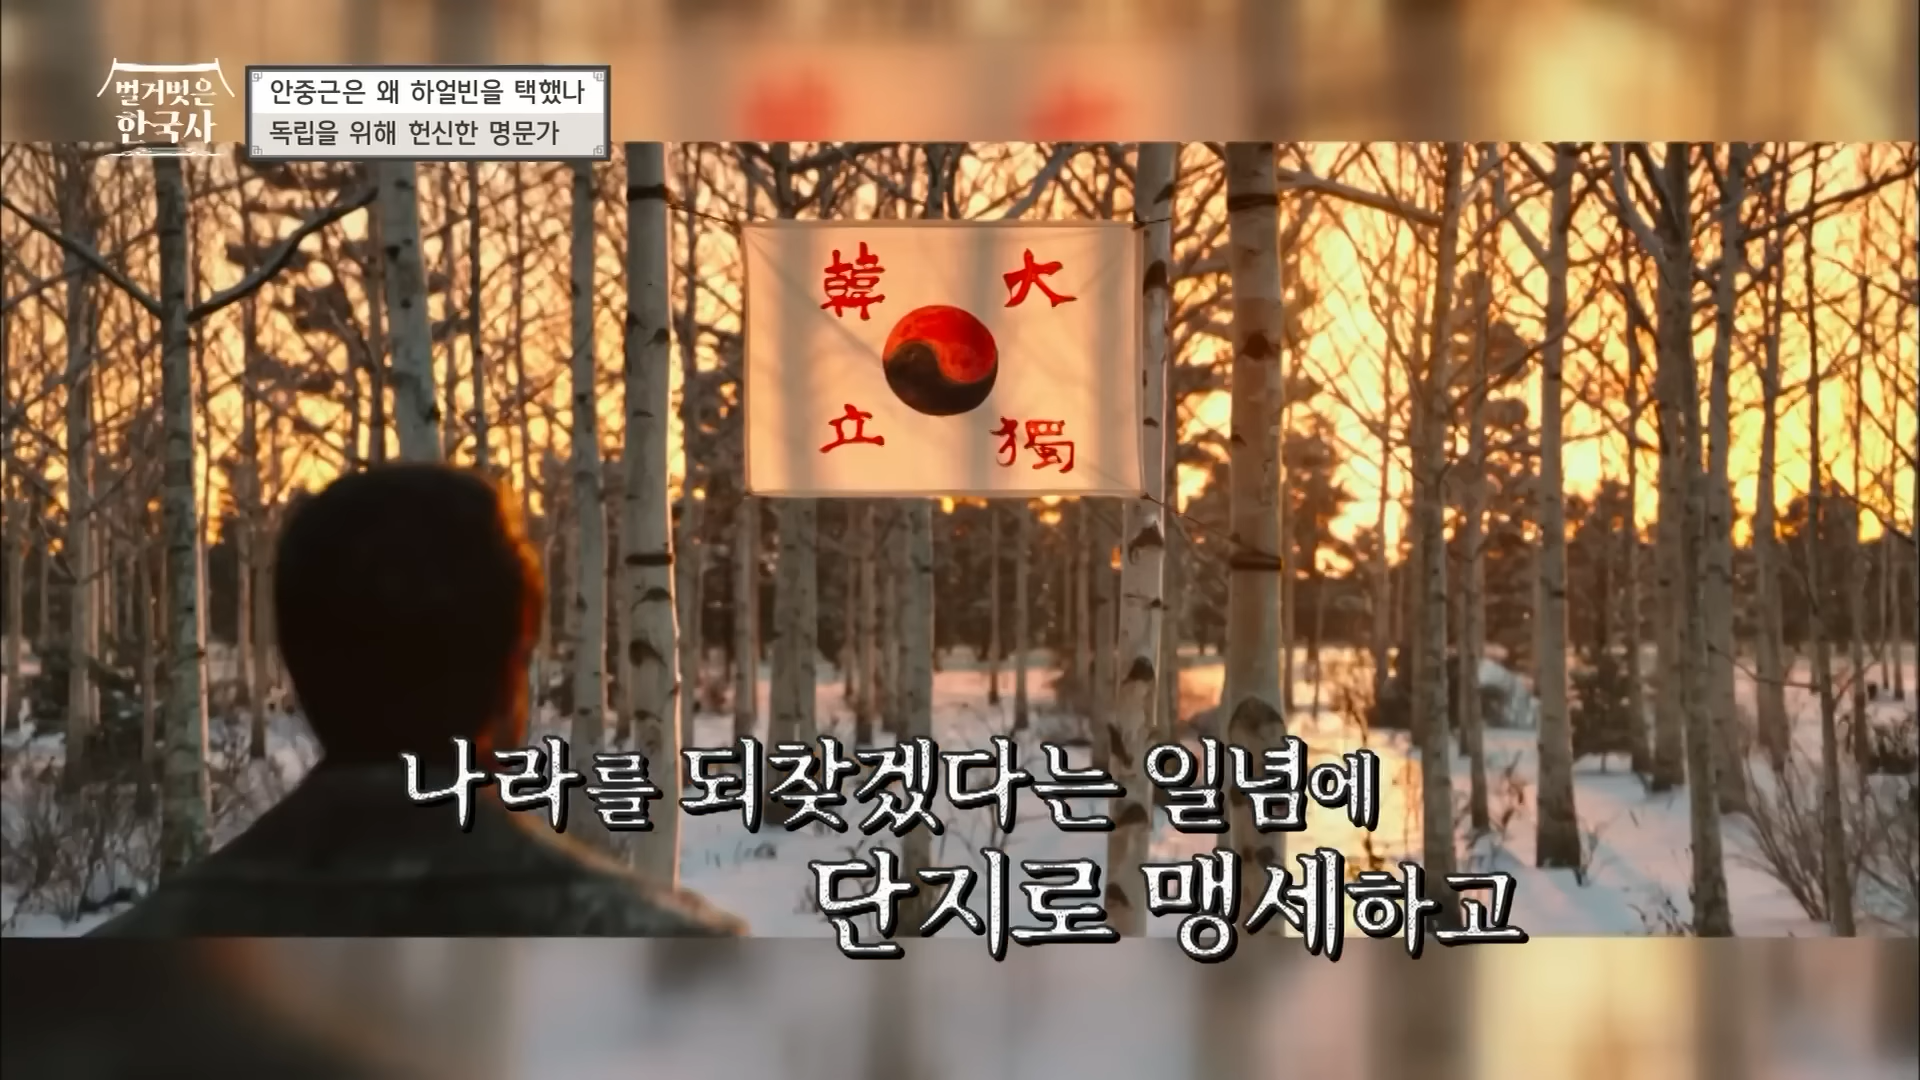 벌거벗은
한국사
안중근은 왜 하얼빈을 택했나
독립을 위해 헌신한 명문가
韓 大
立 獨
나라를 되찾겠다는 일념에
단지로 맹세하고